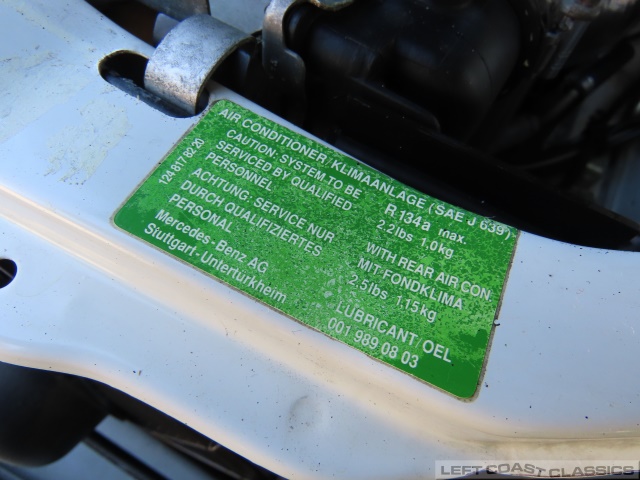 AIR CONDITIONER/KLIMAANLAGE (SAE J 639)
CAUTION: SYSTEM TO BE
SERVICED BY QUALIFIED
PERSONNEL
ACHTUNG: SERVICE NUR
DURCH QUALIFIZIERTES
PERSONAL
Mercedes-Benz AG
Stuttgart-Unterturkheim
R.134a max.
2.2lbs 1,0kg
WITH REAR AIR CON
MIT FONDKLIMA
2.5lbs 1.15kg
LUBRICANT/OEL
001 989 08 03
124 817 82 20
LEFT COAST CLASSICS